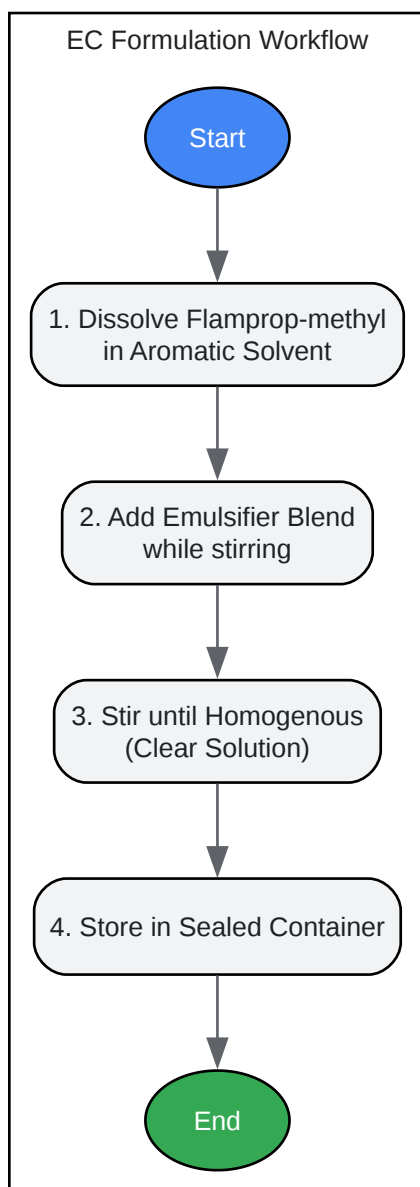 EC Formulation Workflow
Start
1. Dissolve Flamprop-methyl
in Aromatic Solvent
2. Add Emulsifier Blend
while stirring
3. Stir until Homogenous
(Clear Solution)
4. Store in Sealed Container
End